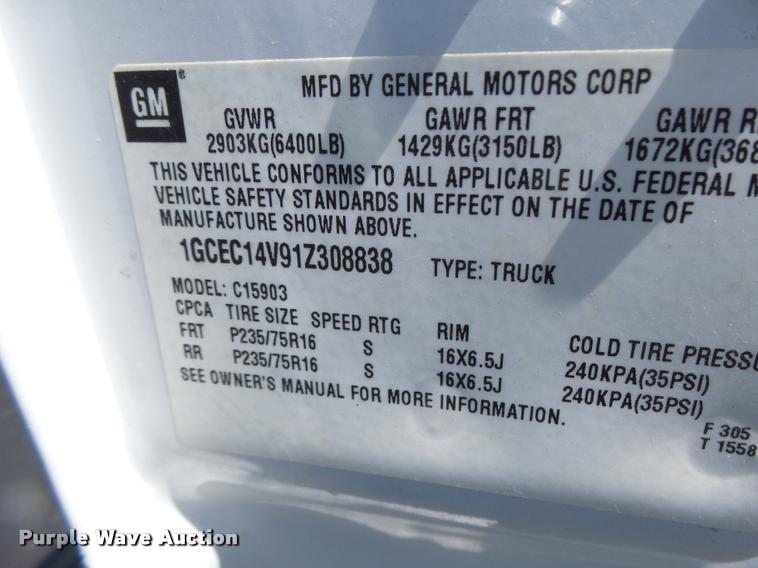 GM ®
MFD BY GENERAL MOTORS CORP
GVWR GAWR FRT GAWR
2903KG(6400LB) 1429KG(3150LB) 1672KG(368
THIS VEHICLE CONFORMS TO ALL APPLICABLE U.S. FEDERAL
VEHICLE SAFETY STANDARDS IN EFFECT ON THE DATE OF
MANUFACTURE SHOWN ABOVE.
1GCEC14V91Z308838 TYPE: TRUCK
MODEL: C15903
CPCA TIRE SIZE SPEED RTG RIM COLD TIRE PRESSU
FRT P235/75R16 S 16X6.5J 240KPA(35PSI)
RR P235/75R16 S 16X6.5J 240KPA(35PSI)
SEE OWNER'S MANUAL FOR MORE INFORMATION.
F 305
T 1558
Purple Wave Auction